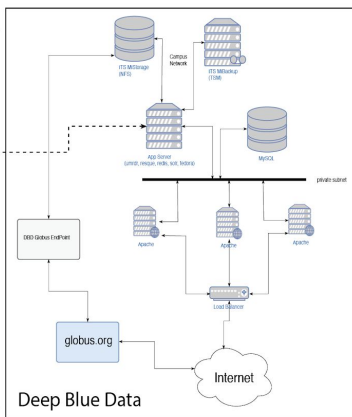 ITS MiStorage
(NFS)
Campus
Network
ITS MiBackup
(TSM)
App Server
(umrdr, resque, redis, solr, fedora)
MySQL
private subnet
Apache
Apache
Apache
DBD Globus EndPoint
Load Balancer
globus.org
Internet
Deep Blue Data